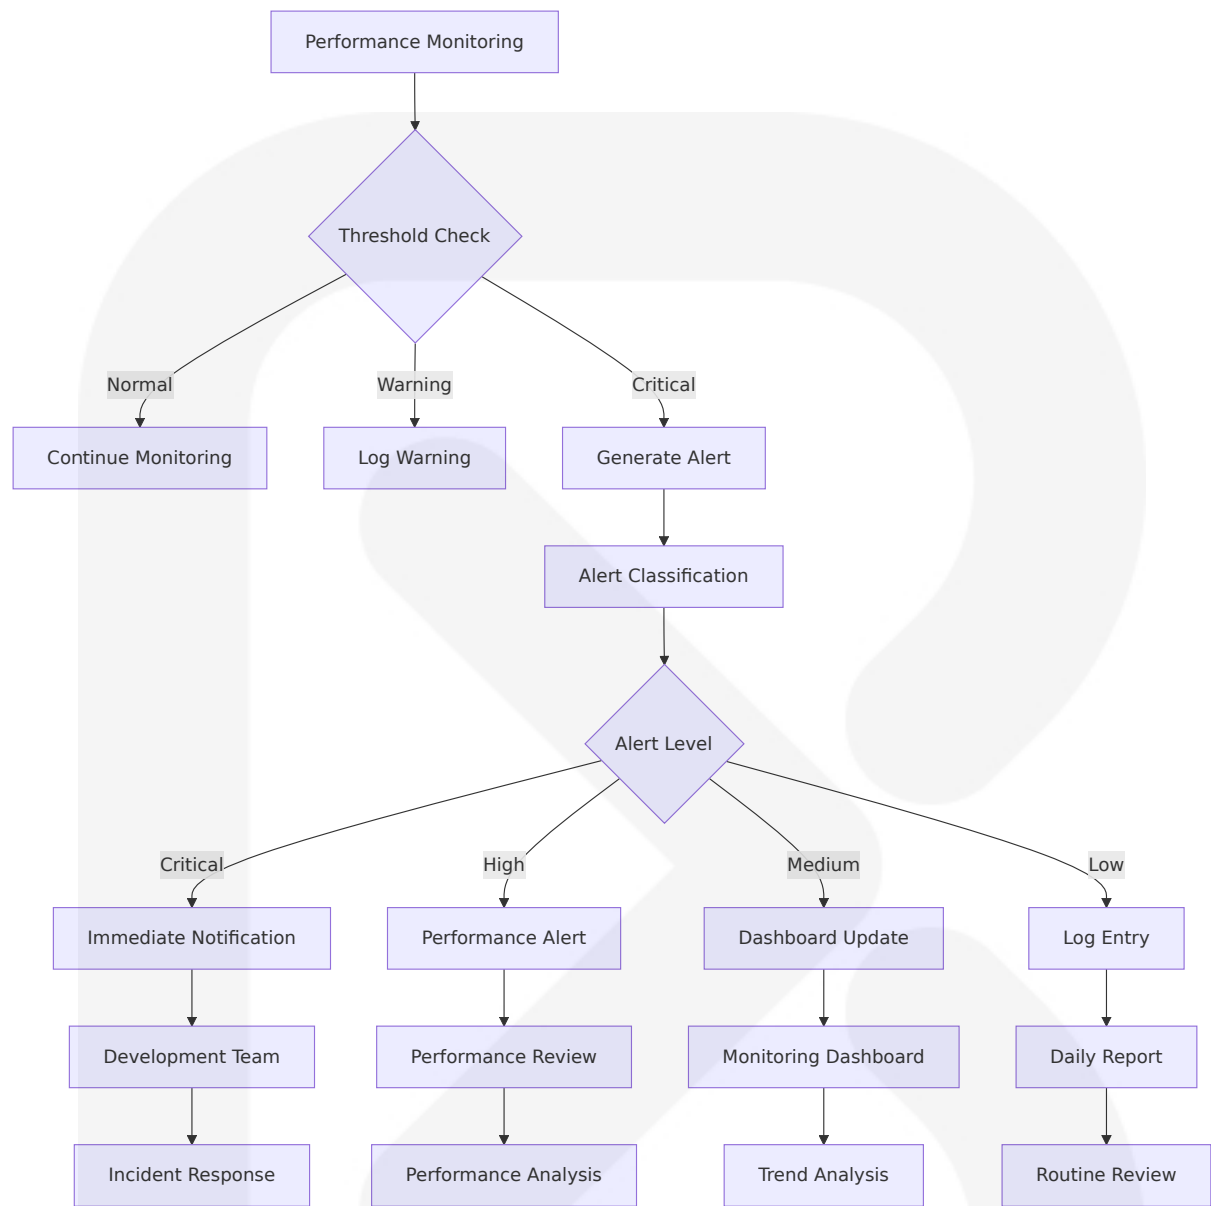 Performance Monitoring
Threshold Check
Normal
Warning
Critical
Continue Monitoring
Log Warning
Generate Alert
Alert Classification
Alert Level
Critical
High
Medium
Low
Immediate Notification
Performance Alert
Dashboard Update
Log Entry
Development Team
Performance Review
Monitoring Dashboard
Daily Report
Incident Response
Performance Analysis
Trend Analysis
Routine Review